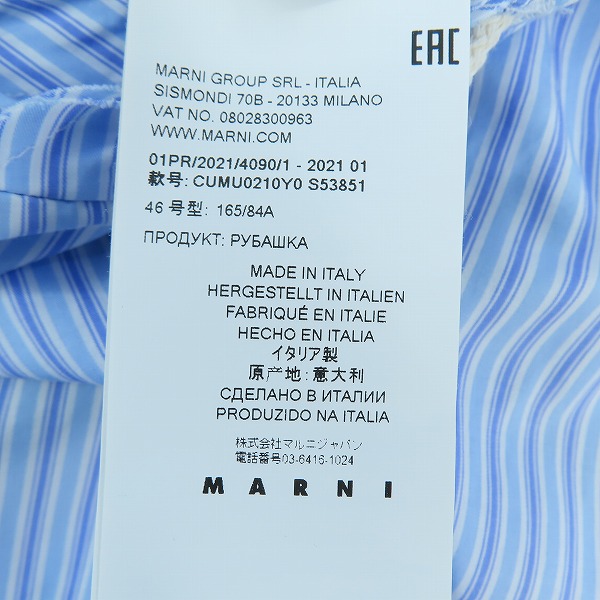 EAC
MARNI GROUP SRL - ITALIA
SISMONDI 70B - 20133 MILANO
VAT NO. 08028300963
WWW.MARNI.COM
01PR/2021/4090/1 - 2021 01
款号: CUMU0210Y0 S53851
46 号型: 165/84A
ПРОДУКТ: РУБАШКА
MADE IN ITALY
HERGESTELLT IN ITALIEN
FABRIQUÉ EN ITALIE
HECHO EN ITALIA
イタリア製
原产地: 意大利
СДЕЛАНО В ИТАЛИИ
PRODUZIDO NA ITALIA
株式会社マルニジャパン
電話番号03-6416-1024
MARNI